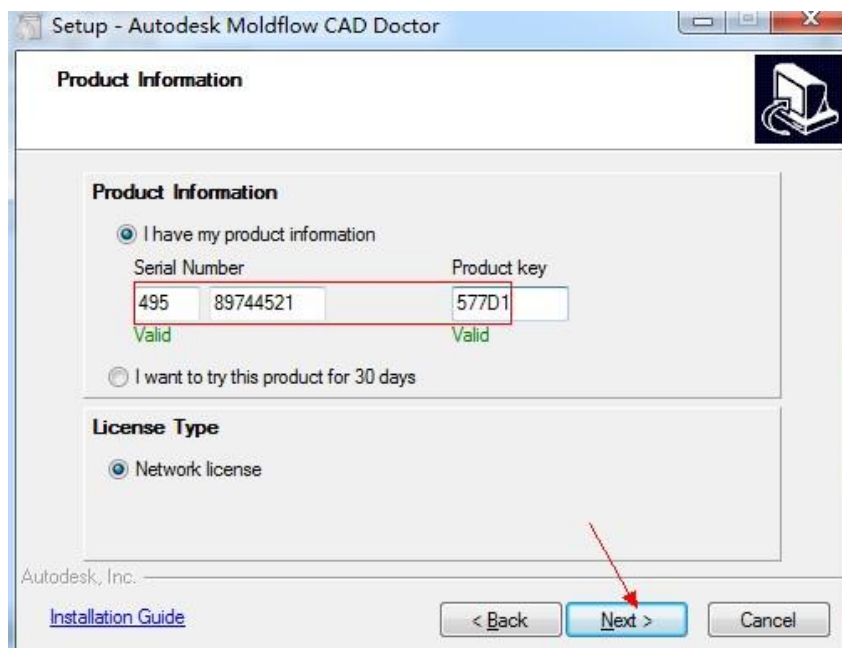 Setup - Autodesk Moldflow CAD Doctor
Product Information
Product Information
I have my product information
Serial Number Product key
495 89744521 577D1
Valid Valid
I want to try this product for 30 days
License Type
Network license
Autodesk, Inc.
Installation Guide < Back Next > Cancel